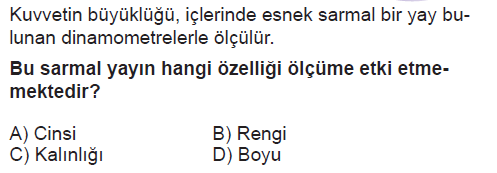 Kuvvetin büyüklüğü, içlerinde esnek sarmal bir yay bu-
lunan dinamometrelerle ölçülür.
Bu sarmal yayın hangi özelliği ölçüme etki etme-
mektedir?
A) Cinsi B) Rengi
C) Kalınlığı D) Boyu